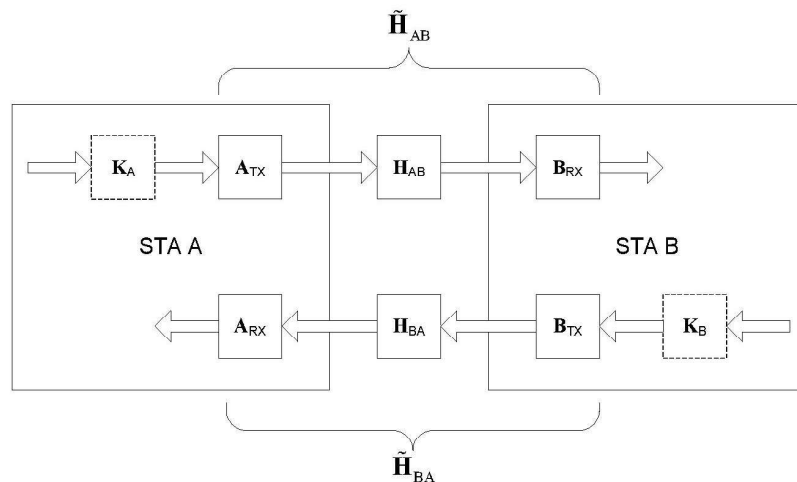 H̃AB
KA
ATX
HAB
BRX
STA A
STA B
ARX
HBA
BTX
KB
H̃BA